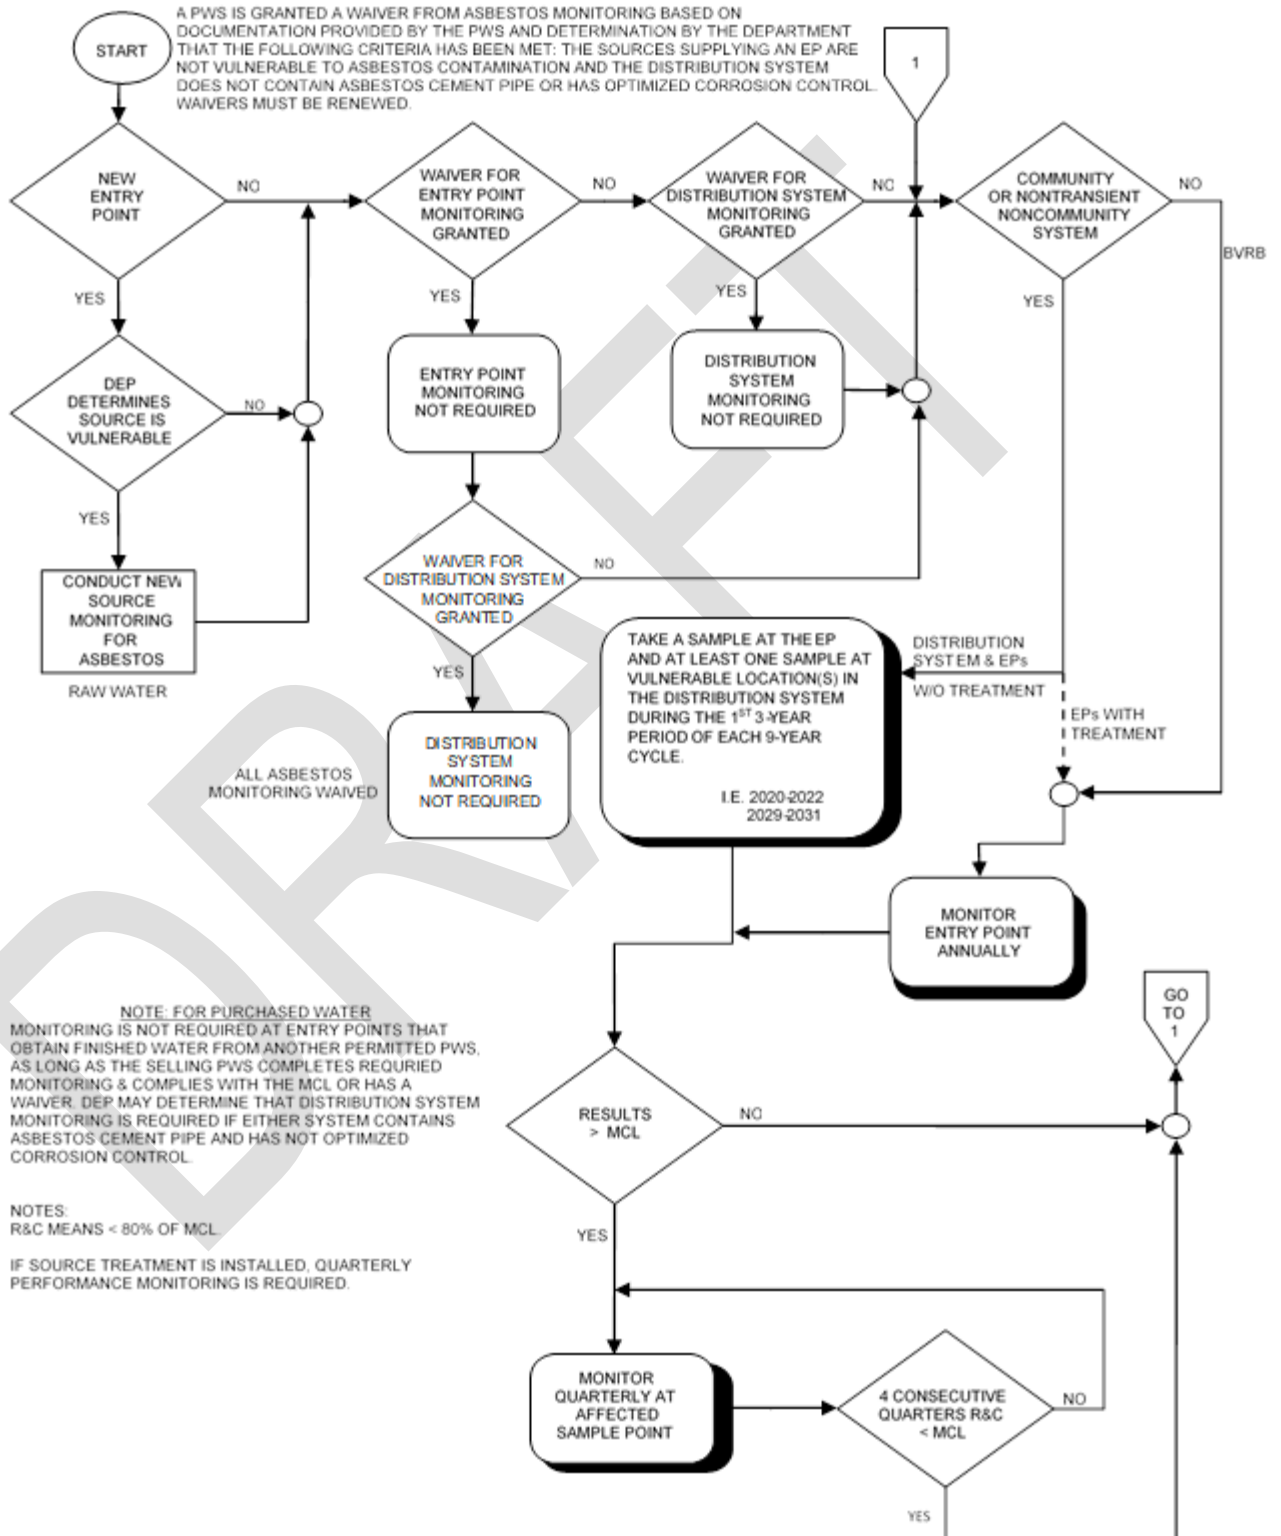 A PWS IS GRANTED A WAIVER FROM ASBESTOS MONITORING BASED ON
DOCUMENTATION PROVIDED BY THE PWS AND DETERMINATION BY THE DEPARTMENT
THAT THE FOLLOWING CRITERIA HAS BEEN MET: THE SOURCES SUPPLYING AN EP ARE
NOT VULNERABLE TO ASBESTOS CONTAMINATION AND THE DISTRIBUTION SYSTEM
DOES NOT CONTAIN ASBESTOS CEMENT PIPE OR HAS OPTIMIZED CORROSION CONTROL.
WAIVERS MUST BE RENEWED.
START
1
NEW
ENTRY
POINT
NO
YES
WAIVER FOR
ENTRY POINT
MONITORING
GRANTED
NO
YES
WAIVER FOR
DISTRIBUTION SYSTEM
MONITORING
GRANTED
NO
YES
COMMUNITY
OR NONTRANSIENT
NONCOMMUNITY
SYSTEM
NO
BVRB
YES
DEP
DETERMINES
SOURCE IS
VULNERABLE
NO
YES
ENTRY POINT
MONITORING
NOT REQUIRED
DISTRIBUTION
SYSTEM
MONITORING
NOT REQUIRED
CONDUCT NEW
SOURCE
MONITORING
FOR
ASBESTOS
RAW WATER
WAIVER FOR
DISTRIBUTION SYSTEM
MONITORING
GRANTED
NO
YES
DISTRIBUTION
SYSTEM
MONITORING
NOT REQUIRED
ALL ASBESTOS
MONITORING WAIVED
TAKE A SAMPLE AT THE EP
AND AT LEAST ONE SAMPLE AT
VULNERABLE LOCATION(S) IN
THE DISTRIBUTION SYSTEM
DURING THE 1ST 3-YEAR
PERIOD OF EACH 9-YEAR
CYCLE.
I.E. 2020-2022
2029-2031
DISTRIBUTION
SYSTEM & EPs
W/O TREATMENT
EPs WITH
TREATMENT
MONITOR
ENTRY POINT
ANNUALLY
GO
TO
1
NOTE: FOR PURCHASED WATER
MONITORING IS NOT REQUIRED AT ENTRY POINTS THAT
OBTAIN FINISHED WATER FROM ANOTHER PERMITTED PWS,
AS LONG AS THE SELLING PWS COMPLETES REQURIED
MONITORING & COMPLIES WITH THE MCL OR HAS A
WAIVER. DEP MAY DETERMINE THAT DISTRIBUTION SYSTEM
MONITORING IS REQUIRED IF EITHER SYSTEM CONTAINS
ASBESTOS CEMENT PIPE AND HAS NOT OPTIMIZED
CORROSION CONTROL.
RESULTS
> MCL
NO
YES
NOTES:
R&C MEANS < 80% OF MCL.
IF SOURCE TREATMENT IS INSTALLED, QUARTERLY
PERFORMANCE MONITORING IS REQUIRED.
MONITOR
QUARTERLY AT
AFFECTED
SAMPLE POINT
4 CONSECUTIVE
QUARTERS R&C
< MCL
NO
YES
DRAFT